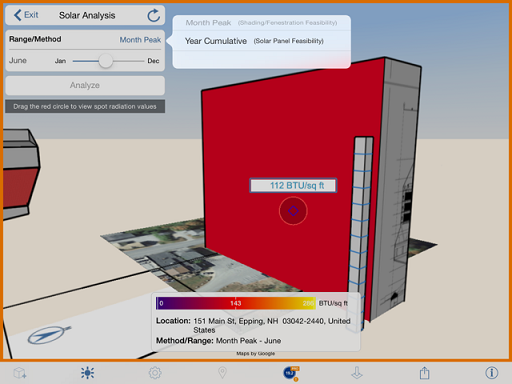 Exit Solar Analysis
Range/Method Month Peak
June Jan Dec
Analyze
Drag the red circle to view spot radiation values
Month Peak (Shading/Fenestration Feasibility)
Year Cumulative (Solar Panel Feasibility)
112 BTU/sq ft
0 143 BTU/sq ft
Location: 151 Main St, Epping, NH 03042-2440, United
States
Method/Range: Month Peak - June
Maps by Google